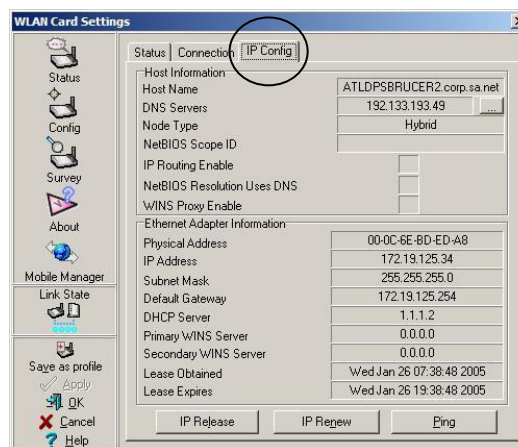 WLAN Card Settings
Status
Config
Survey
About
Mobile Manager
Link State
Save as profile
Apply
OK
Cancel
Help
Status Connection IP Config
Host Information
Host Name ATLDPSBRUCER2.corp.sa.net
DNS Servers 192.133.193.49 ...
Node Type Hybrid
NetBIOS Scope ID
IP Routing Enable
NetBIOS Resolution Uses DNS
WINS Proxy Enable
Ethernet Adapter Information
Physical Address 00-0C-6E-BD-ED-A8
IP Address 172.19.125.34
Subnet Mask 255.255.255.0
Default Gateway 172.19.125.254
DHCP Server 1.1.1.2
Primary WINS Server 0.0.0.0
Secondary WINS Server 0.0.0.0
Lease Obtained Wed Jan 26 07:38:48 2005
Lease Expires Wed Jan 26 19:38:48 2005
IP Release IP Renew Ping